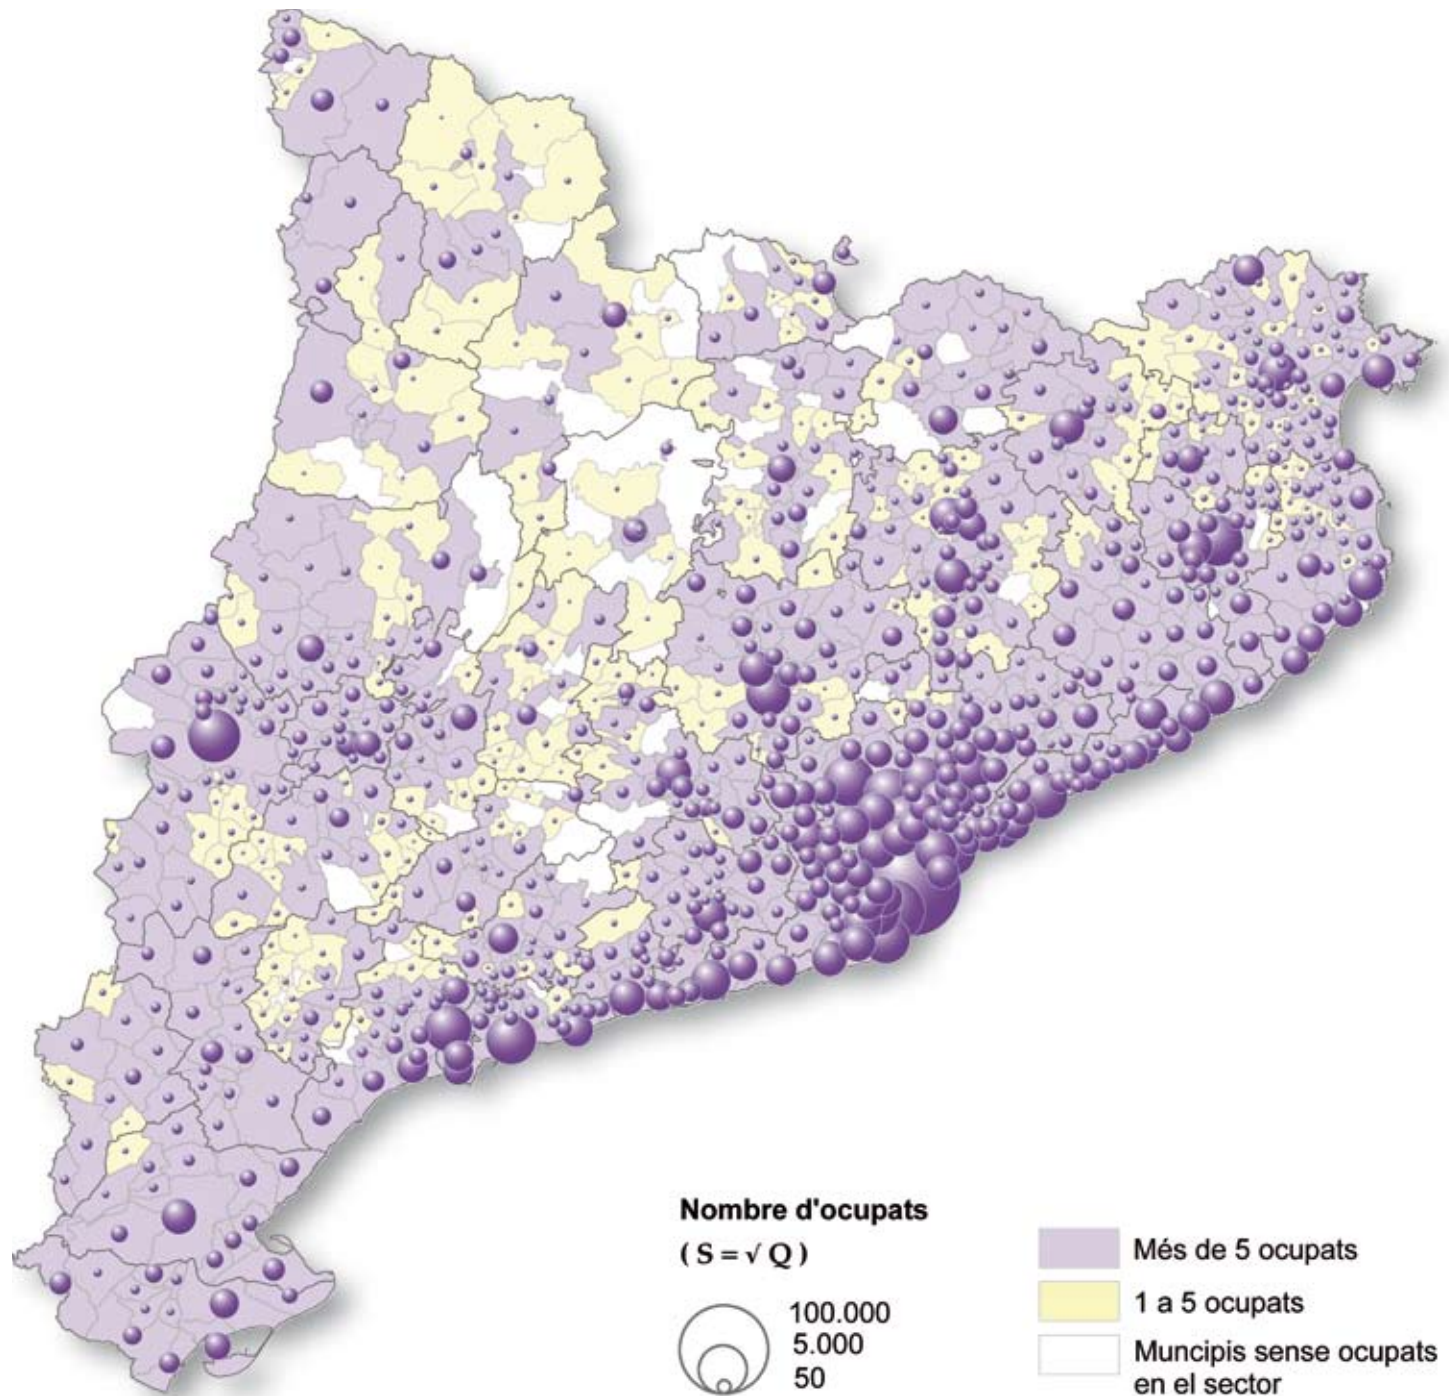 Nombre d'ocupats
( S = √ Q )
100.000
5.000
50
Més de 5 ocupats
1 a 5 ocupats
Muncipis sense ocupats
en el sector